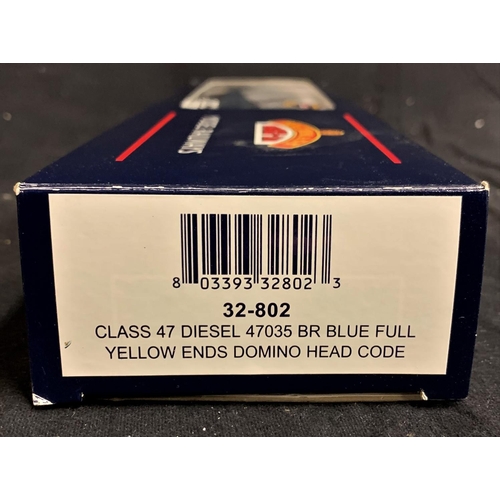 8 03393 32802 3
32-802
CLASS 47 DIESEL 47035 BR BLUE FULL
YELLOW ENDS DOMINO HEAD CODE